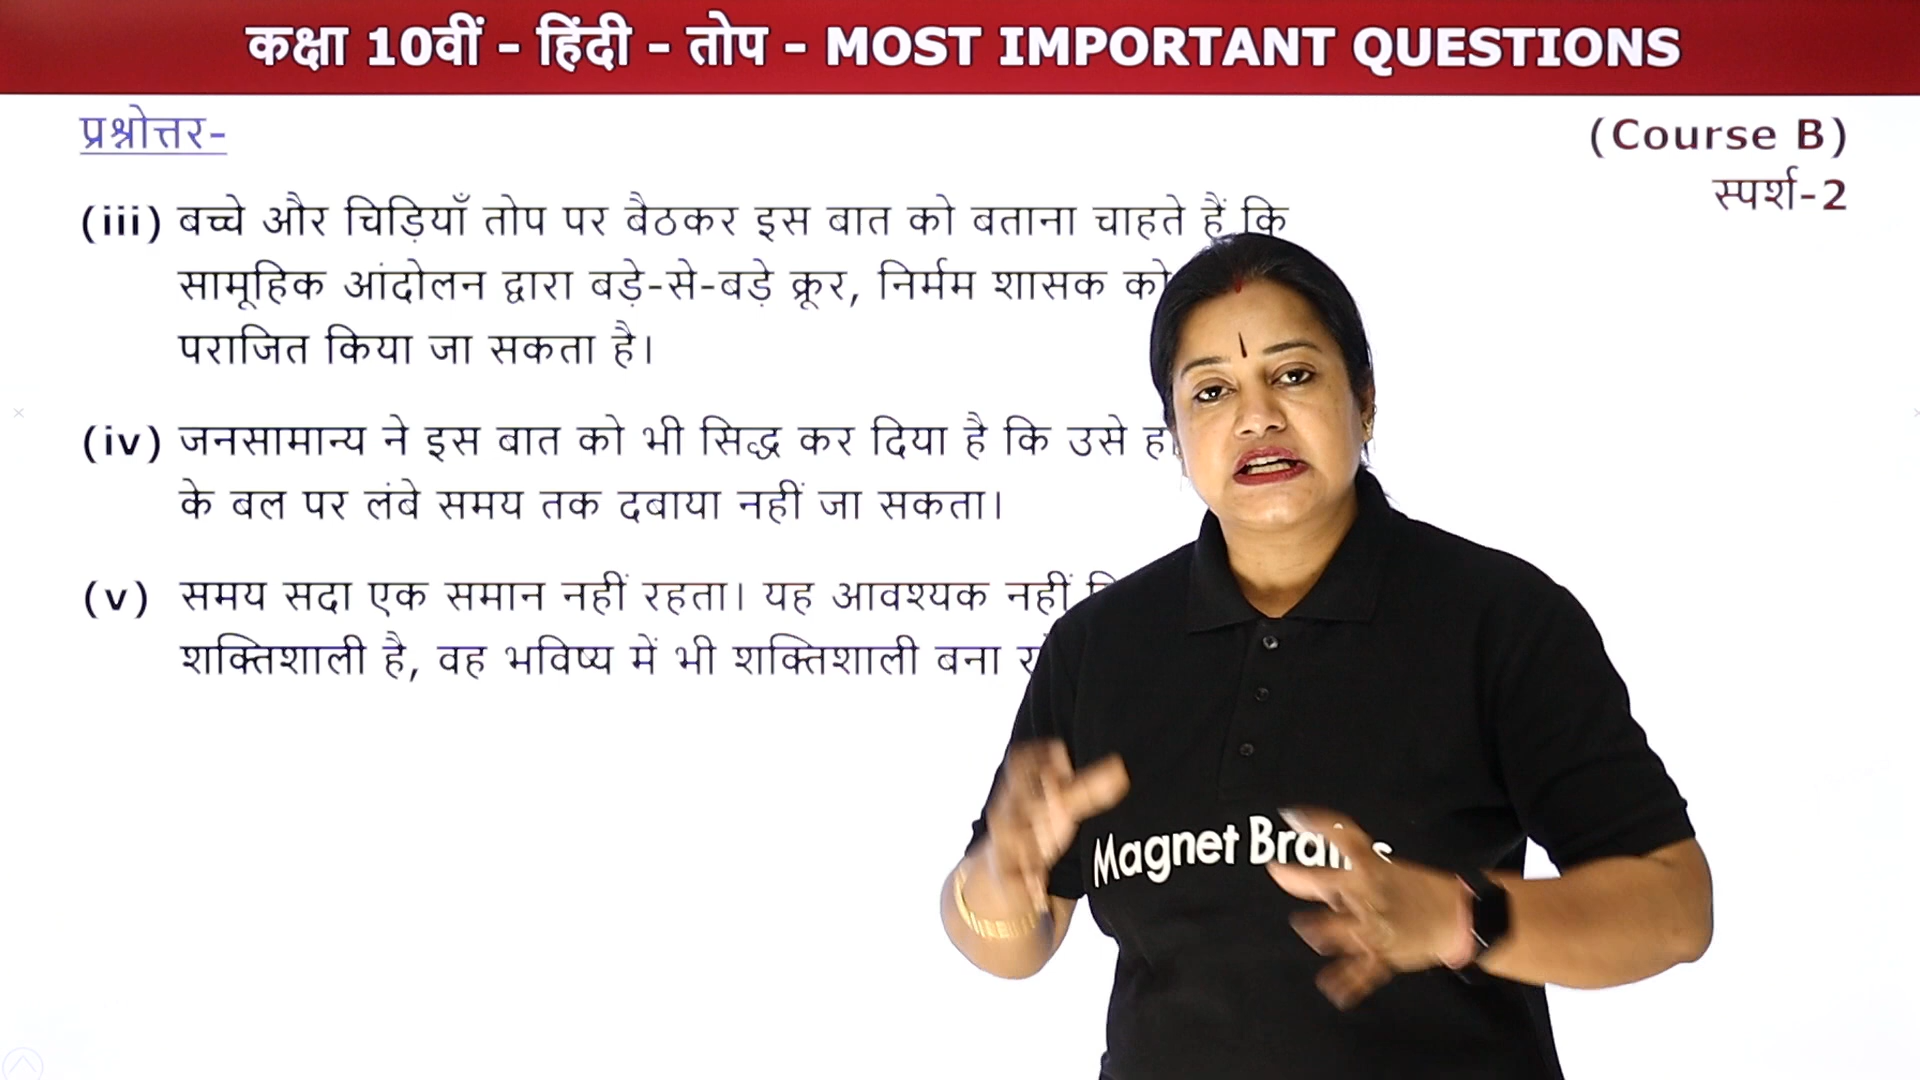 कक्षा 10वीं - हिंदी - तोप - MOST IMPORTANT QUESTIONS
प्रश्नोत्तर-
(Course B)
स्पर्श-2
(iii) बच्चे और चिड़ियाँ तोप पर बैठकर इस बात को बताना चाहते हैं कि
सामूहिक आंदोलन द्वारा बड़े-से-बड़े क्रूर, निर्मम शासक को
पराजित किया जा सकता है।
(iv) जनसामान्य ने इस बात को भी सिद्ध कर दिया है कि उसे
के बल पर लंबे समय तक दबाया नहीं जा सकता।
(v) समय सदा एक समान नहीं रहता। यह आवश्यक नहीं
शक्तिशाली है, वह भविष्य में भी शक्तिशाली बना
Magnet Brains